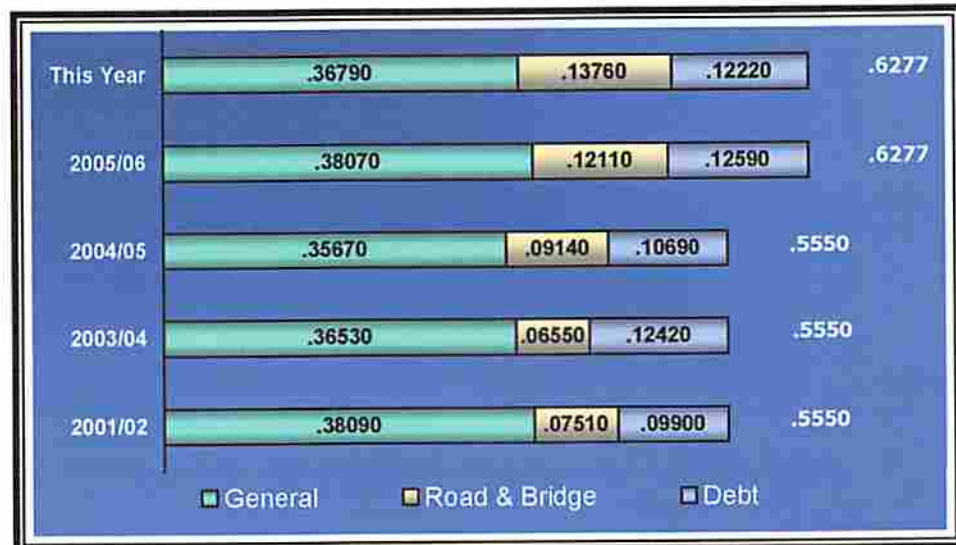 This Year .36790 .13760 .12220 .6277
2005/06 .38070 .12110 .12590 .6277
2004/05 .35670 .09140 .10690 .5550
2003/04 .36530 .06550 .12420 .5550
2001/02 .38090 .07510 .09900 .5550
General Road & Bridge Debt